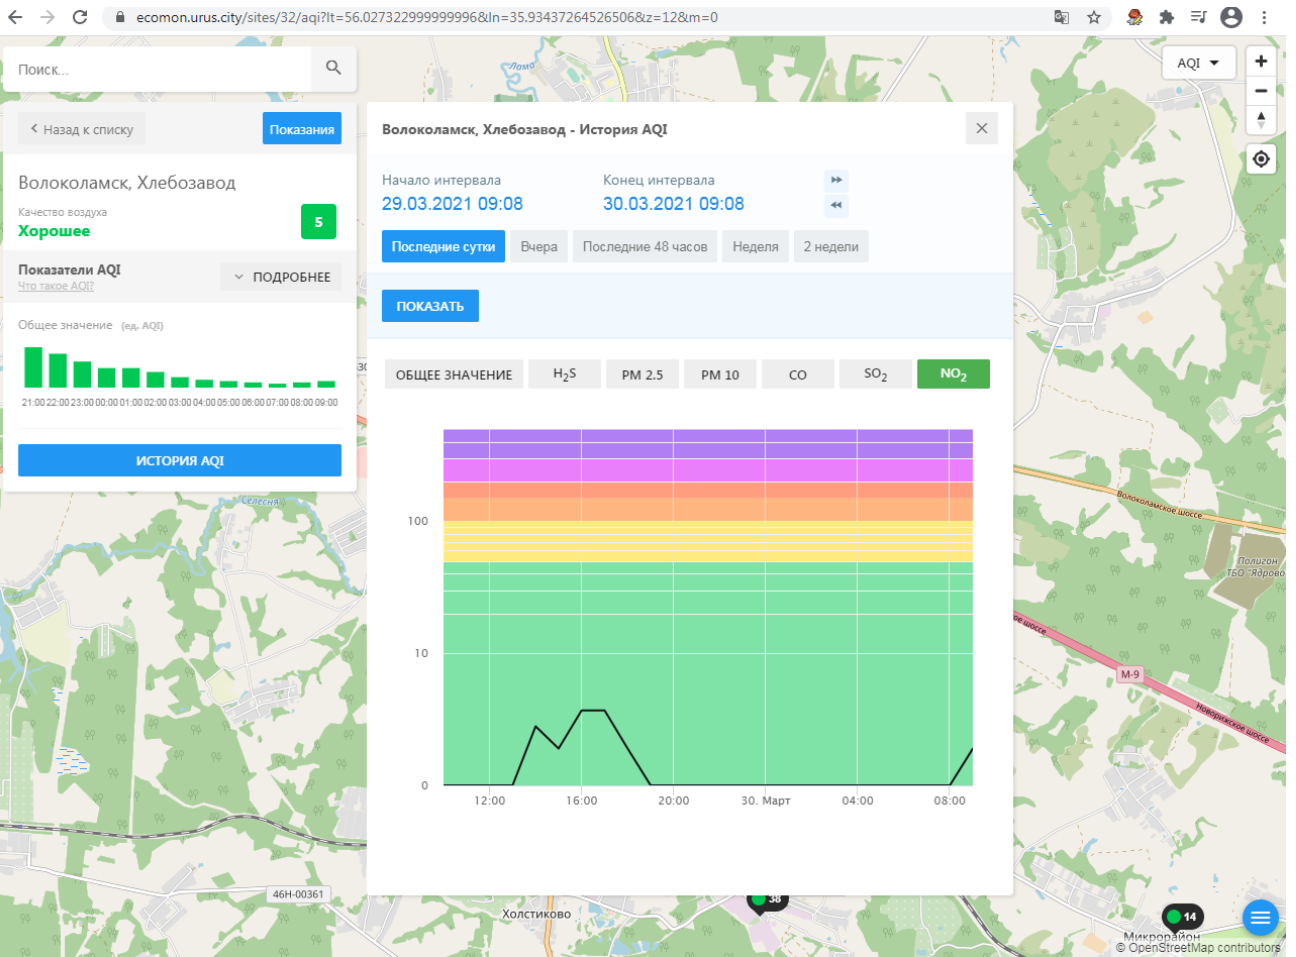 ecomon.urus.city/sites/32/aqi?lt=56.027322999999996&ln=35.93437264526506&z=12&m=0
Поиск...
AQI
Лама
Назад к списку
Показания
Волоколамск, Хлебозавод - История AQI
Волоколамск, Хлебозавод
Качество воздуха
Хорошее
5
Начало интервала
Конец интервала
29.03.2021 09:08
30.03.2021 09:08
Последние сутки
Вчера
Последние 48 часов
Неделя
2 недели
Показатели AQI
Что такое AQI?
ПОДРОБНЕЕ
ПОКАЗАТЬ
Общее значение (ед. AQI)
21:00 22:00 23:00 00:00 01:00 02:00 03:00 04:00 05:00 06:00 07:00 08:00 09:00
ИСТОРИЯ AQI
ОБЩЕЕ ЗНАЧЕНИЕ
H₂S
PM 2.5
PM 10
CO
SO₂
NO₂
100
10
0
12:00
16:00
20:00
30. Март
04:00
08:00
Селесня
Волоколамское шоссе
Полигон
ТБО "Ядрово
М-9
Новорижское шоссе
46Н-00361
Холстиково
38
14
Микрорайон
© OpenStreetMap contributors